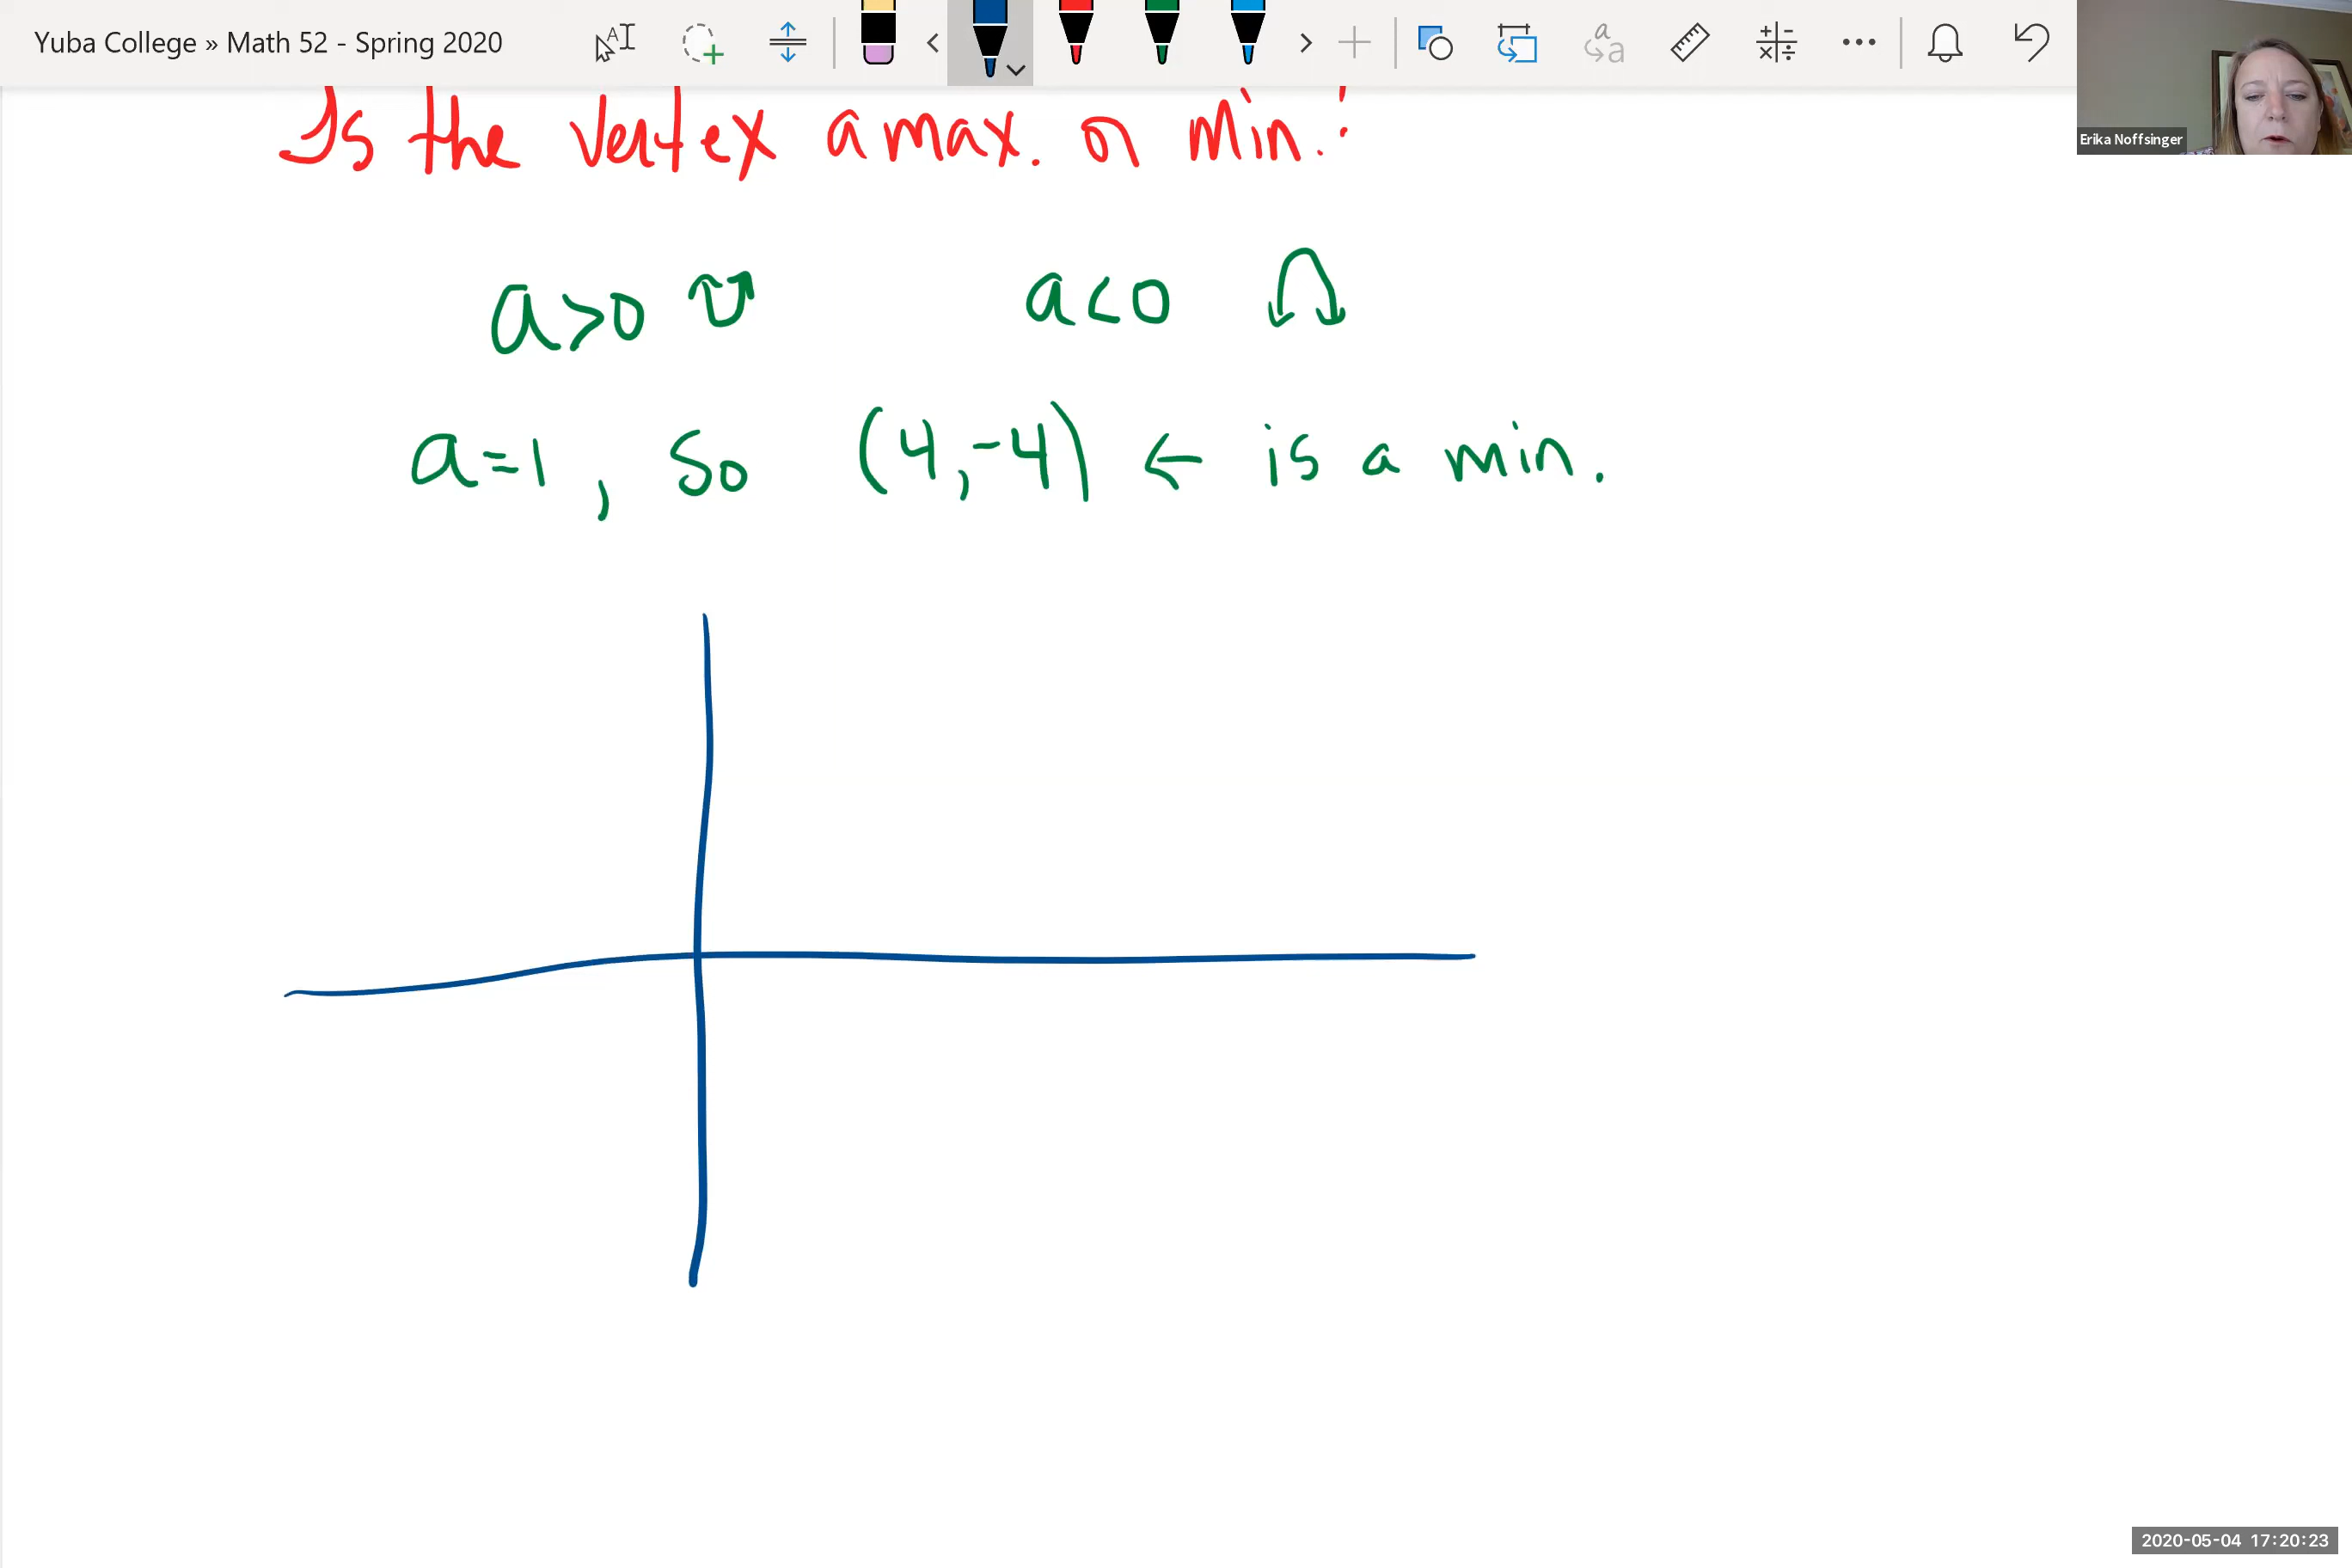 Yuba College » Math 52 - Spring 2020
Erika Noffsinger
Is the vertex a max. or min.?
a>0 a<0
a=1, so (4,-4) ← is a min.
2020-05-04 17:20:23